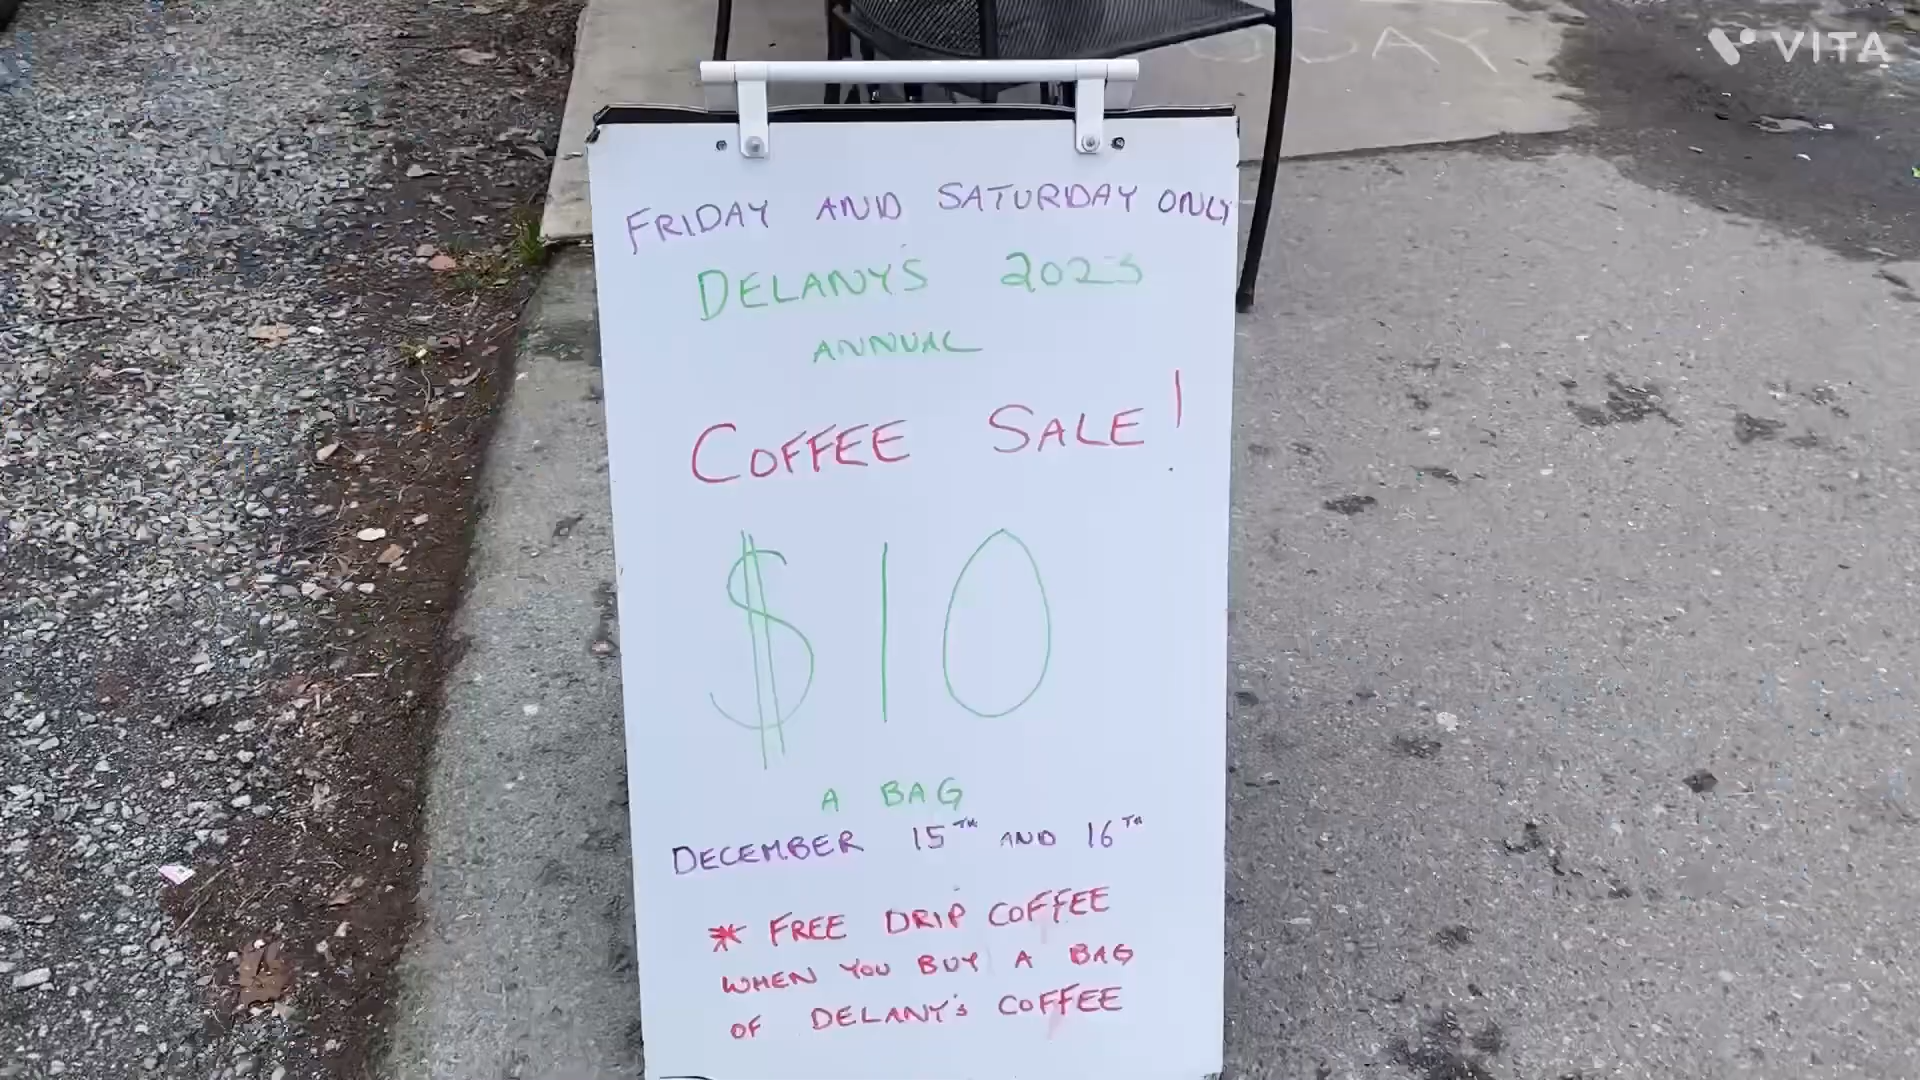 VITA
FRIDAY AND SATURDAY ONLY
DELANY'S 2023
ANNUAL
COFFEE SALE!
$10
A BAG
DECEMBER 15TH AND 16TH
* FREE DRIP COFFEE
WHEN YOU BUY A BAG
OF DELANY'S COFFEE